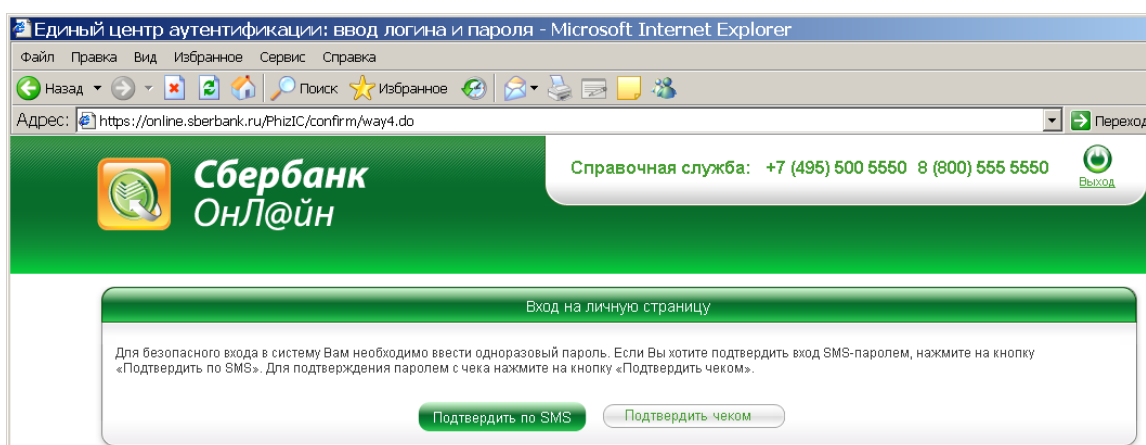 Единый центр аутентификации: ввод логина и пароля - Microsoft Internet Explorer
Файл Правка Вид Избранное Сервис Справка
Назад Поиск Избранное
Адрес: https://online.sberbank.ru/PhizIC/confirm/way4.do Переход
Справочная служба: +7 (495) 500 5550 8 (800) 555 5550
Выход
Сбербанк
ОнЛ@йн
Вход на личную страницу
Для безопасного входа в систему Вам необходимо ввести одноразовый пароль. Если Вы хотите подтвердить вход SMS-паролем, нажмите на кнопку
«Подтвердить по SMS». Для подтверждения паролем с чека нажмите на кнопку «Подтвердить чеком».
Подтвердить по SMS Подтвердить чеком